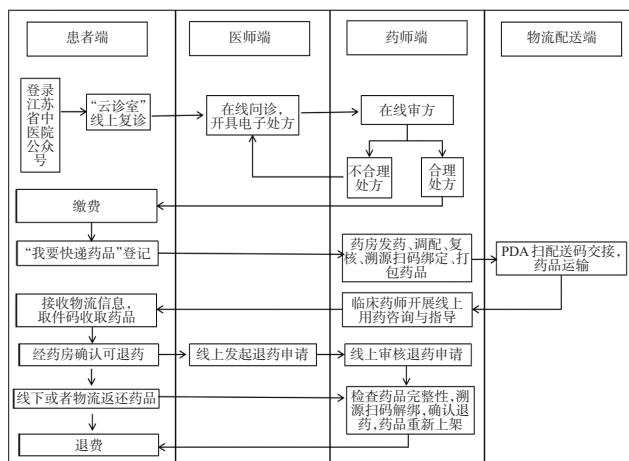 患者端
医师端
药师端
物流配送端
登录
江苏
省中
医院
公众
号
“云诊室”
线上复诊
在线问诊,
开具电子处方
在线审方
不合理
处方
合理
处方
缴费
“我要快递药品”登记
药房发药、调配、复
核、溯源扫码绑定、打
包药品
PDA扫配送码交接,
药品运输
接收物流信息,
取件码收取药品
临床药师开展线上
用药咨询与指导
经药房确认可退药
线上发起退药申请
线上审核退药申请
线下或者物流返还药品
检查药品完整性,溯
源扫码解绑,确认退
药,药品重新上架
退费